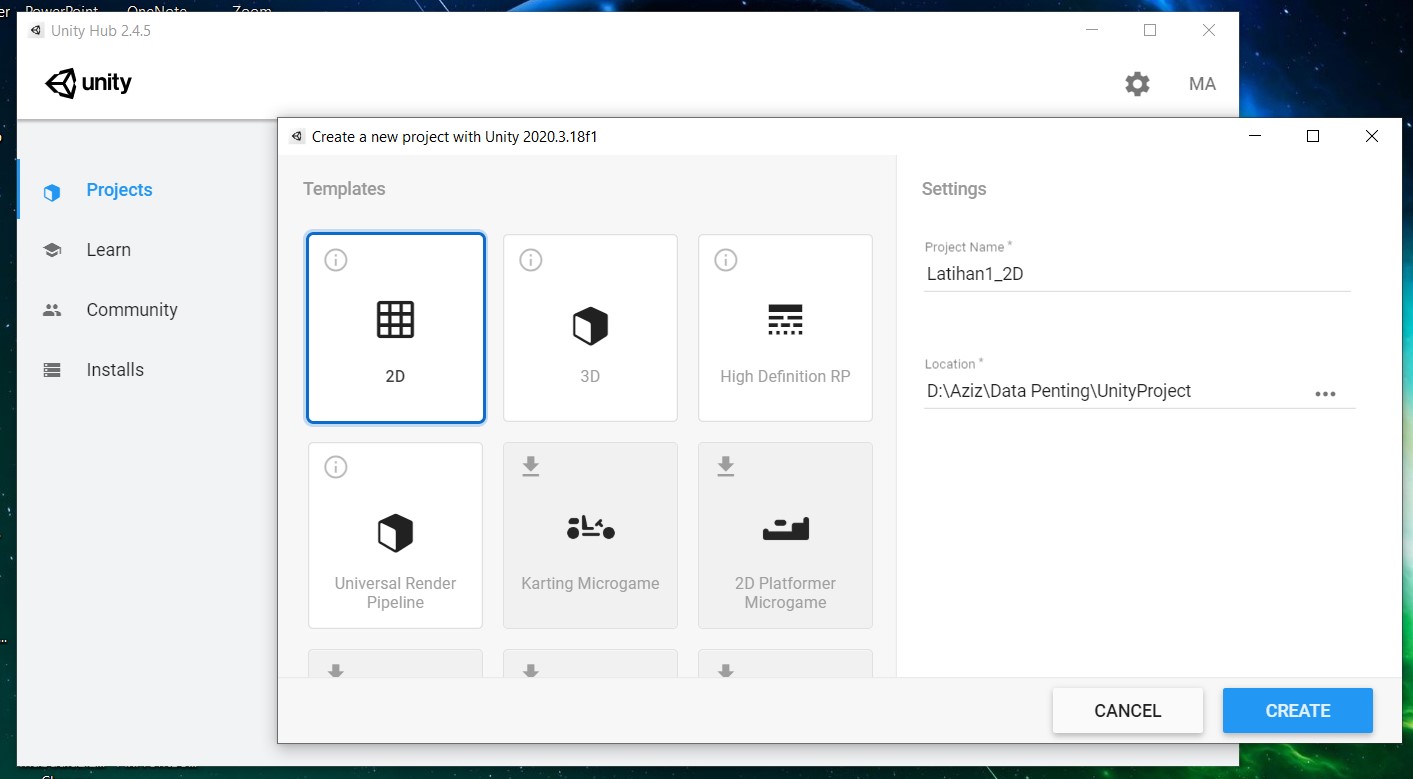 PowerPoint OneNote Zoom
Unity Hub 2.4.5
unity
MA
Create a new project with Unity 2020.3.18f1
Projects
Learn
Community
Installs
Templates
2D
3D
High Definition RP
Universal Render
Pipeline
Karting Microgame
2D Platformer
Microgame
Settings
Project Name *
Latihan1_2D
Location *
D:\Aziz\Data Penting\UnityProject
CANCEL
CREATE